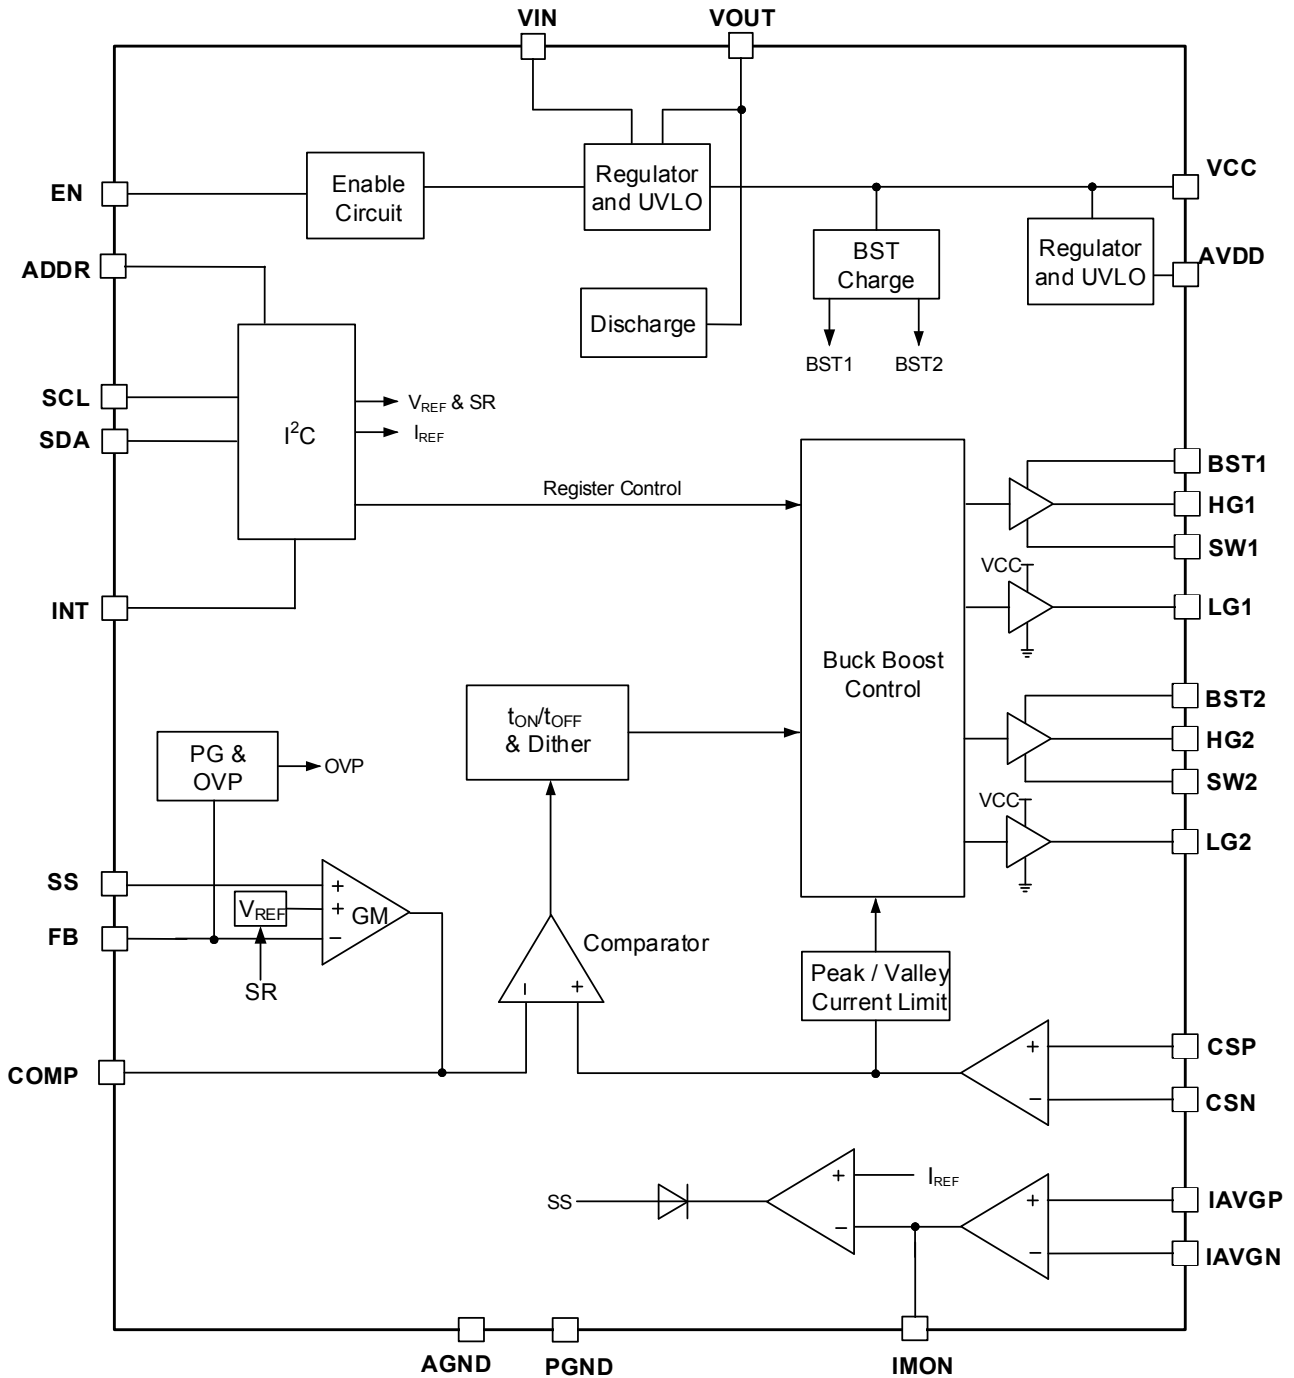 VIN
VOUT
EN
Enable
Circuit
Regulator
and UVLO
VCC
ADDR
BST
Charge
Regulator
and UVLO
AVDD
Discharge
BST1
BST2
SCL
SDA
I²C
V_REF & SR
I_REF
Register Control
BST1
HG1
SW1
VCC
LG1
INT
Buck Boost
Control
t_ON/t_OFF
& Dither
BST2
HG2
SW2
VCC
LG2
PG &
OVP
OVP
SS
+
V_REF
+
GM
FB
−
SR
Comparator
−
+
Peak / Valley
Current Limit
COMP
+
CSP
−
CSN
SS
+
I_REF
−
+
IAVGP
−
IAVGN
AGND
PGND
IMON